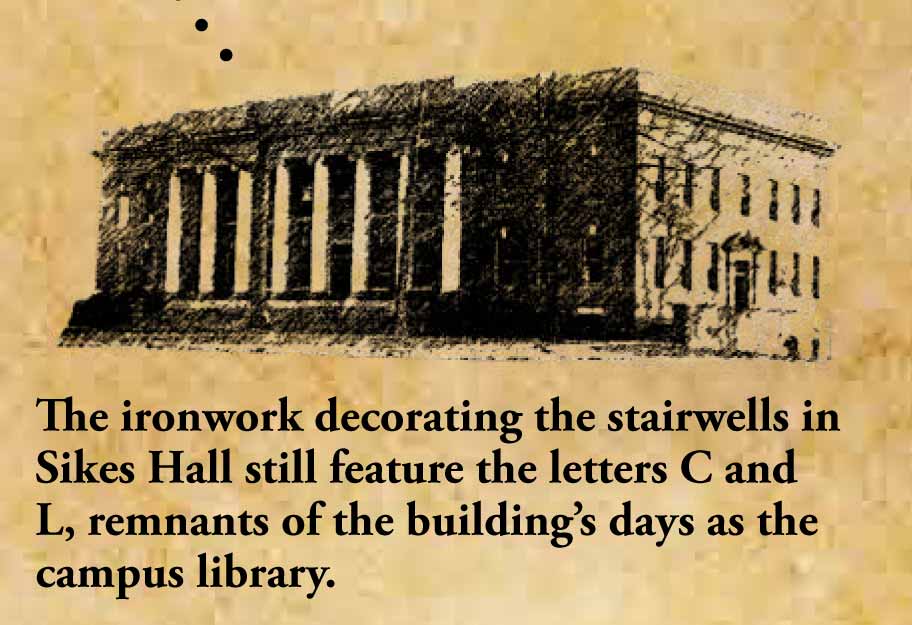 The ironwork decorating the stairwells in
Sikes Hall still feature the letters C and
L, remnants of the building’s days as the
campus library.